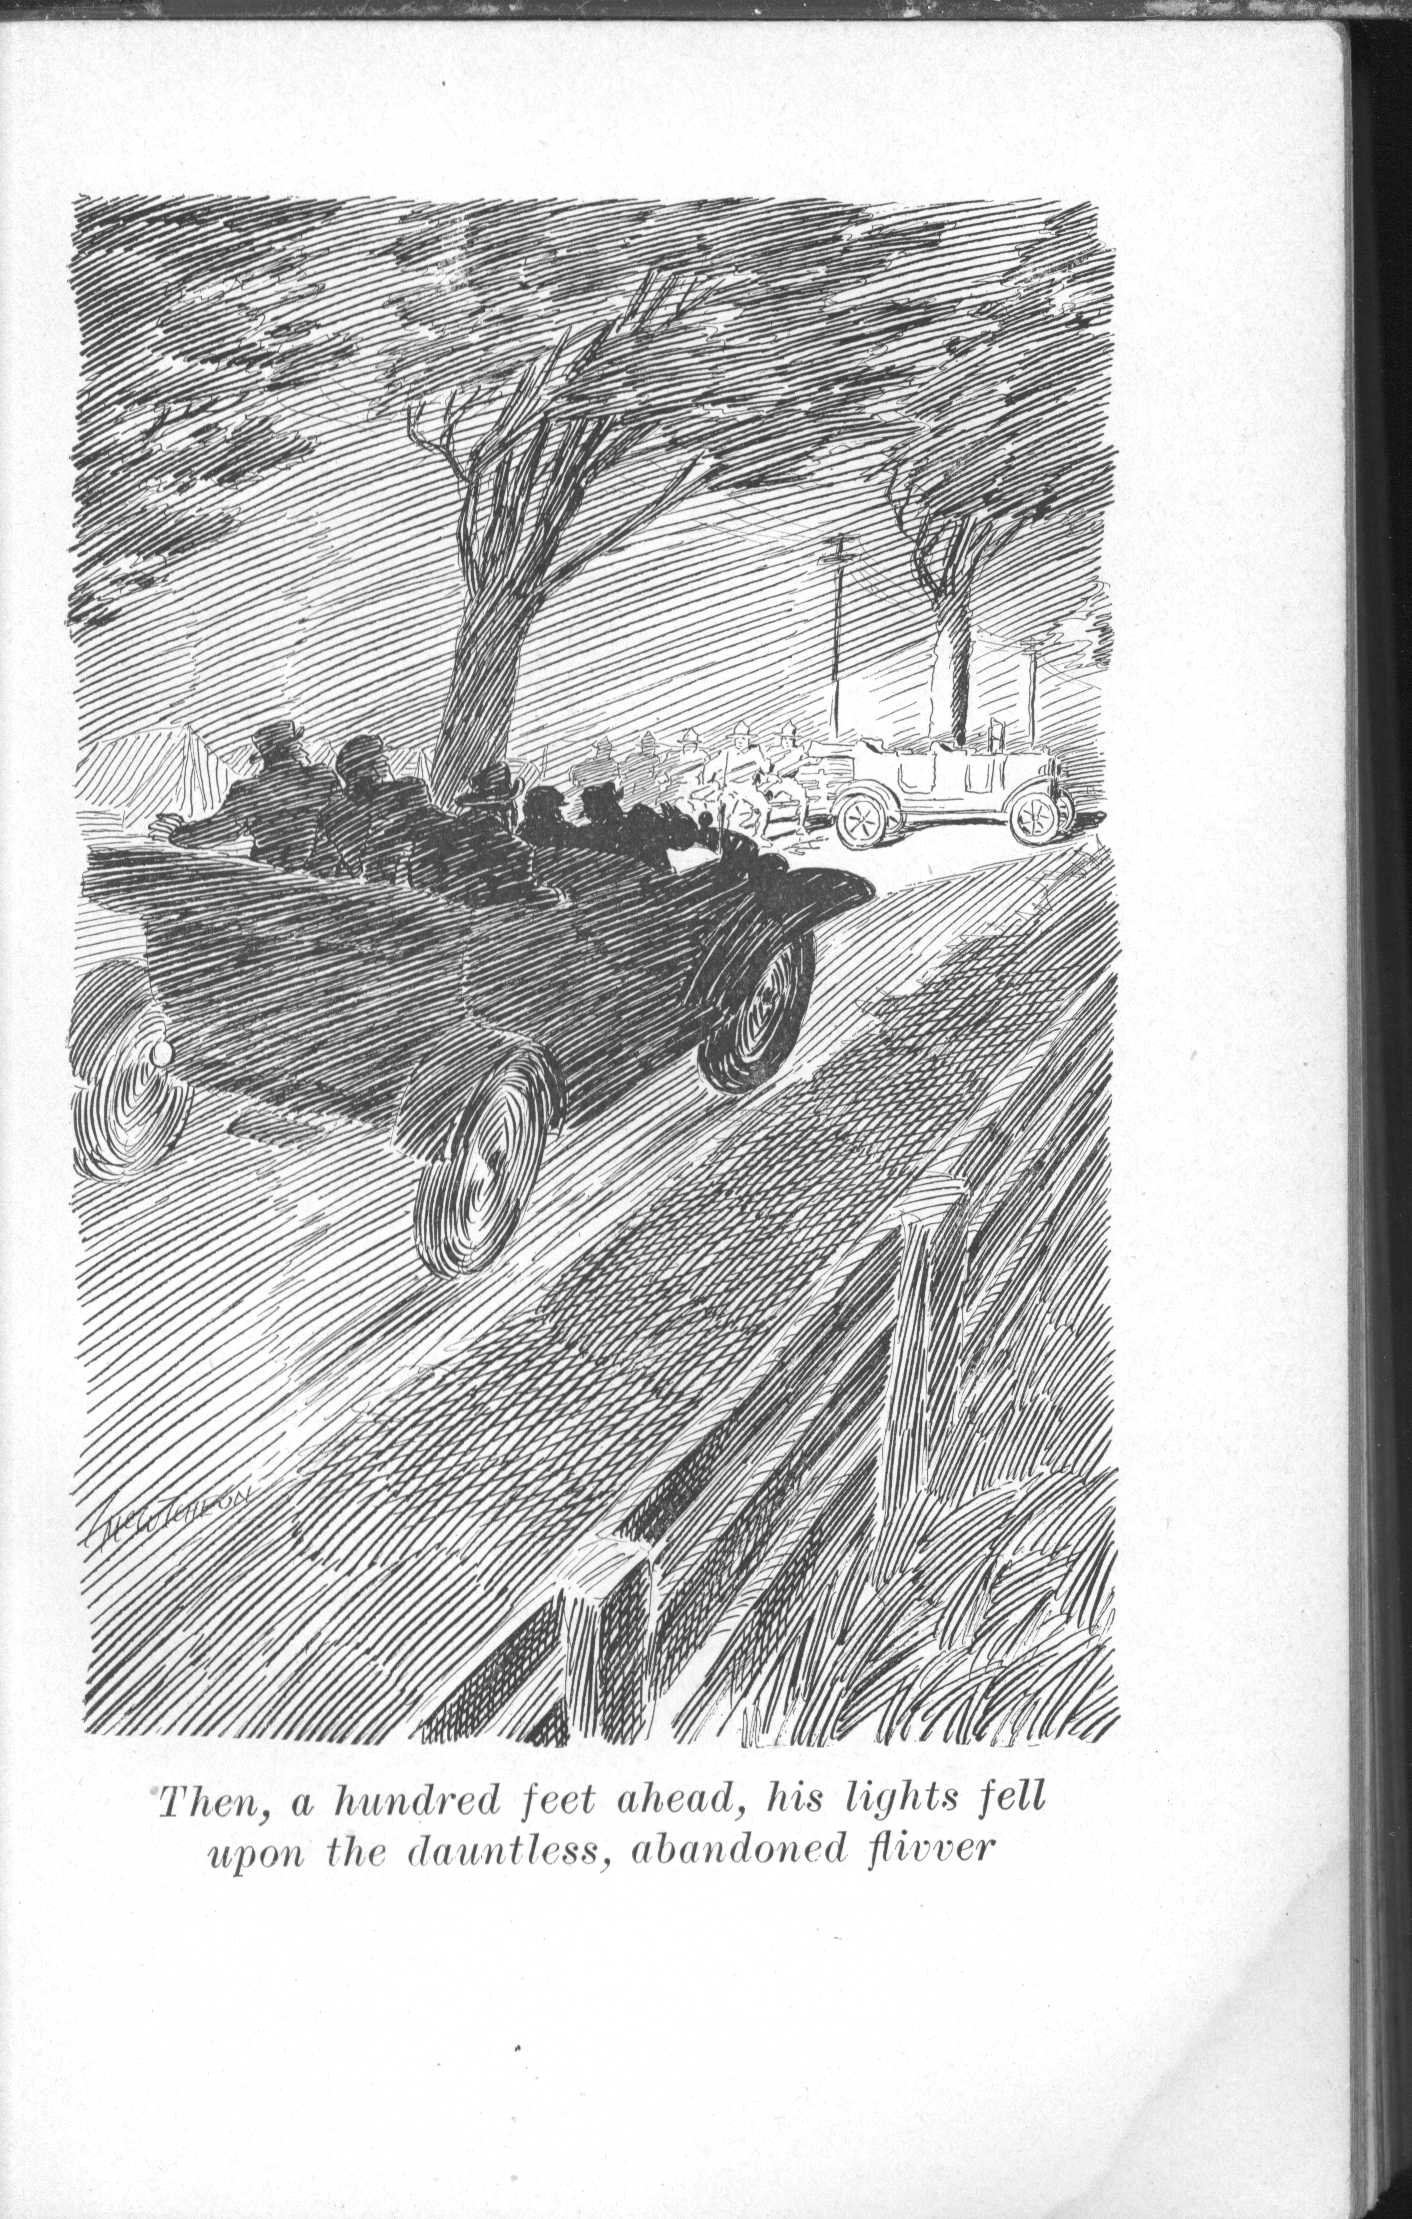 Then, a hundred feet ahead, his lights fell
upon the dauntless, abandoned flivver